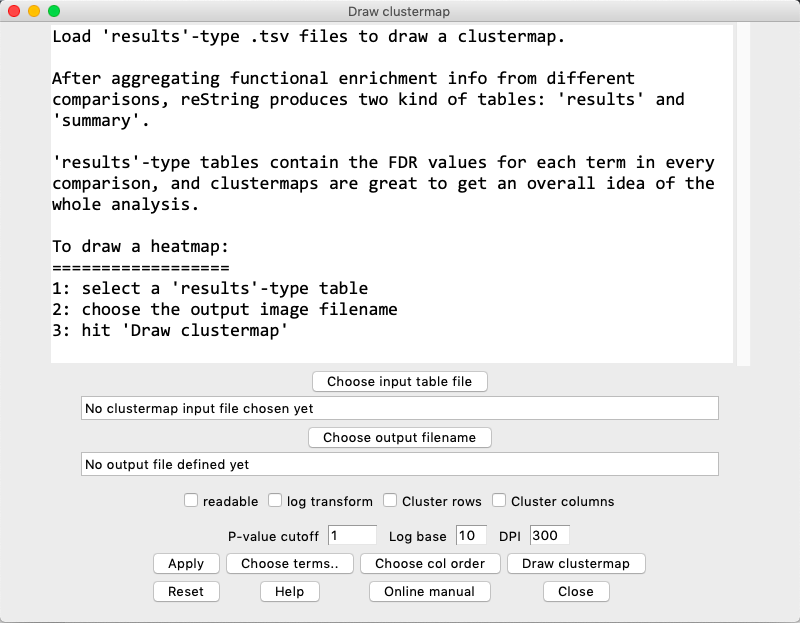 Draw clustermap
Load 'results'-type .tsv files to draw a clustermap.
After aggregating functional enrichment info from different
comparisons, reString produces two kind of tables: 'results' and
'summary'.
'results'-type tables contain the FDR values for each term in every
comparison, and clustermaps are great to get an overall idea of the
whole analysis.
To draw a heatmap:
==================
1: select a 'results'-type table
2: choose the output image filename
3: hit 'Draw clustermap'
Choose input table file
No clustermap input file chosen yet
Choose output filename
No output file defined yet
readable log transform Cluster rows Cluster columns
P-value cutoff 1 Log base 10 DPI 300
Apply Choose terms.. Choose col order Draw clustermap
Reset Help Online manual Close